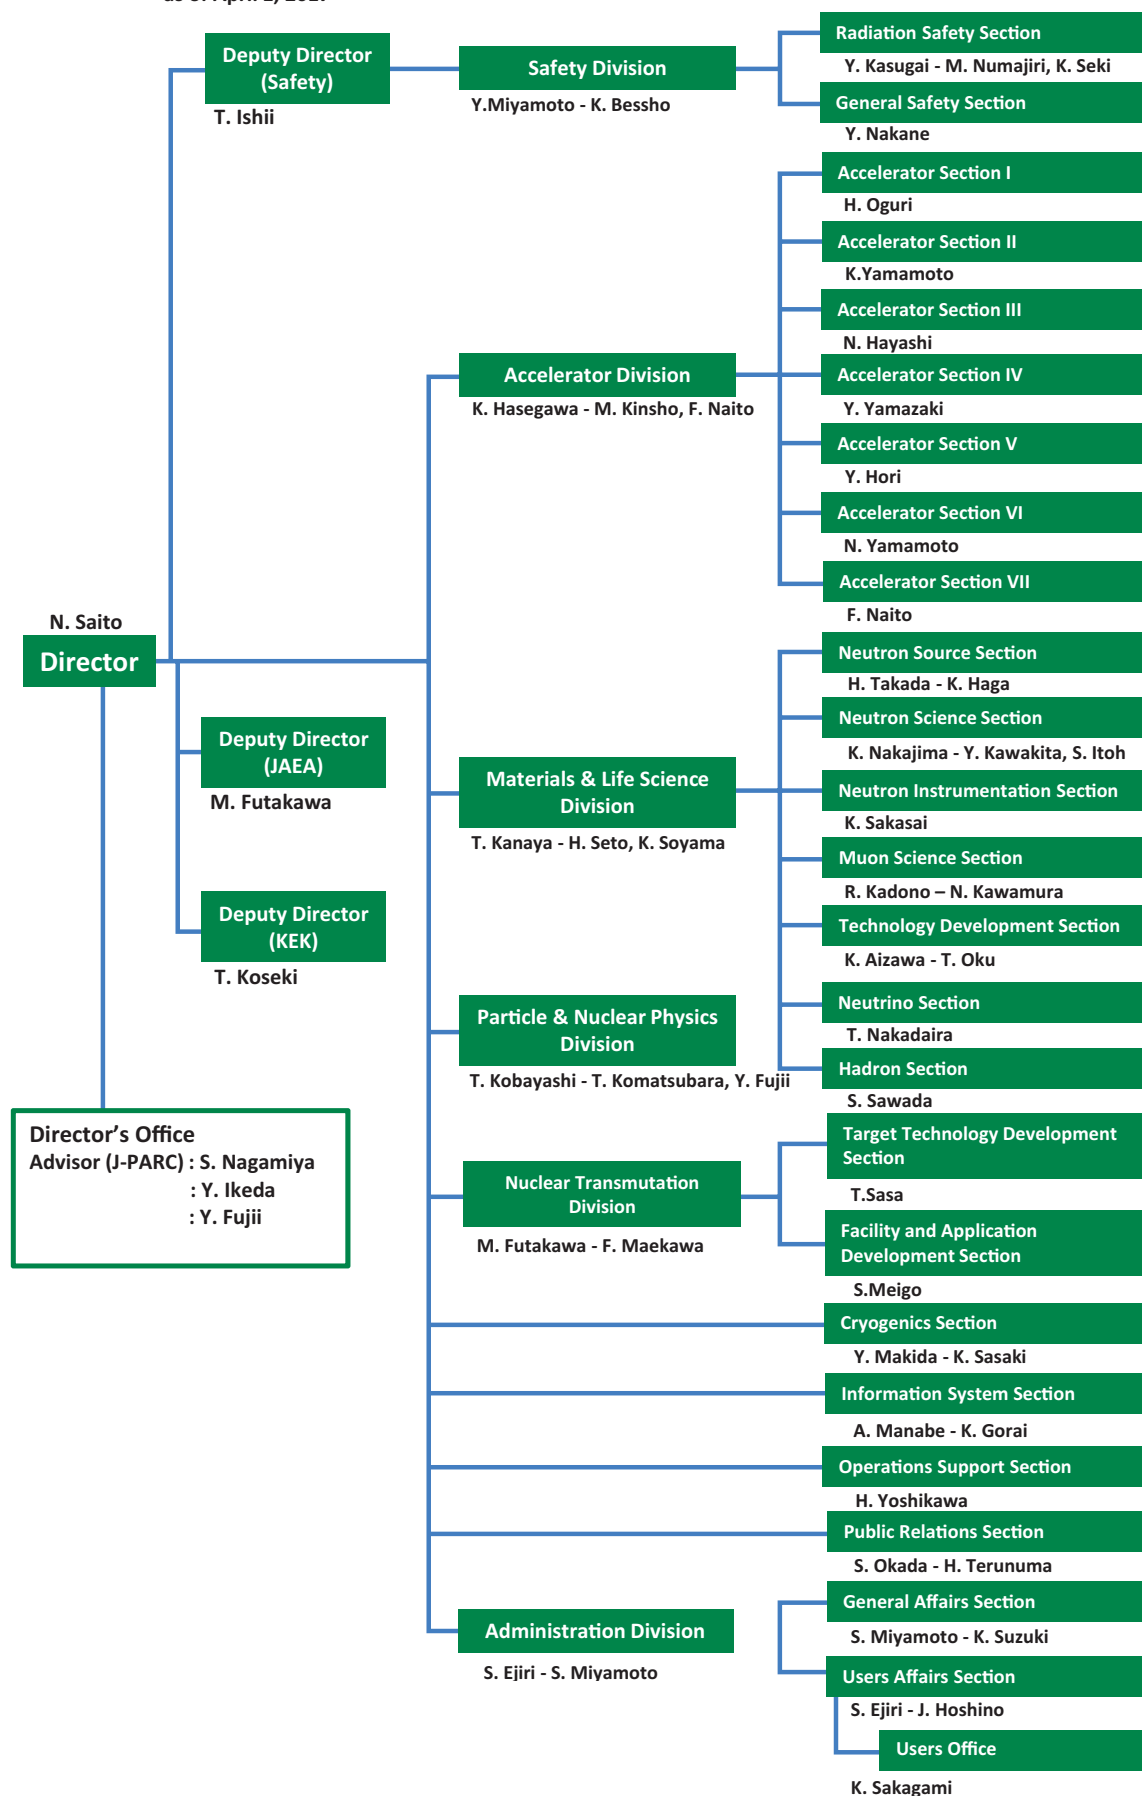 Deputy Director
(Safety)
T. Ishii
Safety Division
Y.Miyamoto - K. Bessho
Radiation Safety Section
Y. Kasugai - M. Numajiri, K. Seki
General Safety Section
Y. Nakane
Accelerator Division
K. Hasegawa - M. Kinsho, F. Naito
Accelerator Section I
H. Oguri
Accelerator Section II
K.Yamamoto
Accelerator Section III
N. Hayashi
Accelerator Section IV
Y. Yamazaki
Accelerator Section V
Y. Hori
Accelerator Section VI
N. Yamamoto
Accelerator Section VII
F. Naito
N. Saito
Director
Deputy Director
(JAEA)
M. Futakawa
Deputy Director
(KEK)
T. Koseki
Director's Office
Advisor (J-PARC) : S. Nagamiya
: Y. Ikeda
: Y. Fujii
Materials & Life Science
Division
T. Kanaya - H. Seto, K. Soyama
Neutron Source Section
H. Takada - K. Haga
Neutron Science Section
K. Nakajima - Y. Kawakita, S. Itoh
Neutron Instrumentation Section
K. Sakasai
Muon Science Section
R. Kadono – N. Kawamura
Technology Development Section
K. Aizawa - T. Oku
Neutrino Section
T. Nakadaira
Hadron Section
S. Sawada
Particle & Nuclear Physics
Division
T. Kobayashi - T. Komatsubara, Y. Fujii
Nuclear Transmutation
Division
M. Futakawa - F. Maekawa
Target Technology Development
Section
T.Sasa
Facility and Application
Development Section
S.Meigo
Cryogenics Section
Y. Makida - K. Sasaki
Information System Section
A. Manabe - K. Gorai
Operations Support Section
H. Yoshikawa
Public Relations Section
S. Okada - H. Terunuma
Administration Division
S. Ejiri - S. Miyamoto
General Affairs Section
S. Miyamoto - K. Suzuki
Users Affairs Section
S. Ejiri - J. Hoshino
Users Office
K. Sakagami